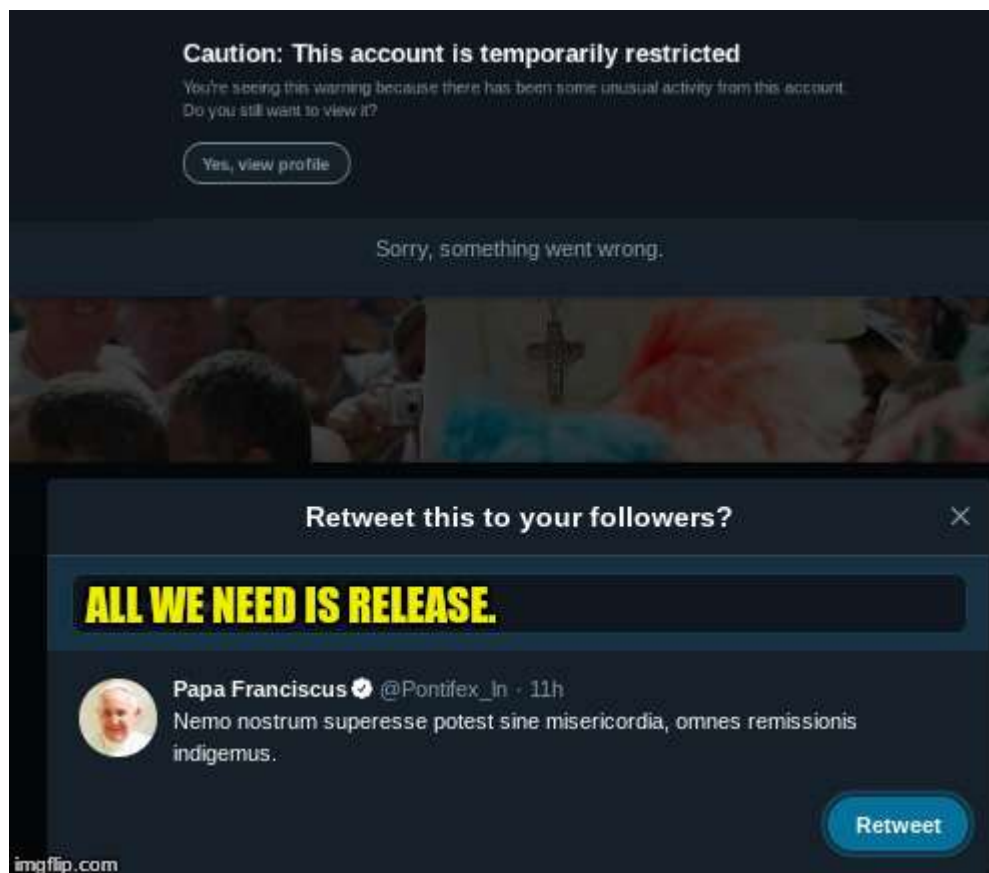 Caution: This account is temporarily restricted
You're seeing this warning because there has been some unusual activity from this account.
Do you still want to view it?
Yes, view profile
Sorry, something went wrong.
Retweet this to your followers?
ALL WE NEED IS RELEASE.
Papa Franciscus @Pontifex_ln · 11h
Nemo nostrum superesse potest sine misericordia, omnes remissionis
indigemus.
Retweet
imgflip.com